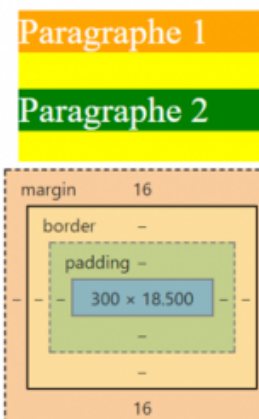 Paragraphe 1
Paragraphe 2
margin 16
border –
padding –
– – – 300 × 18.500 – – –
–
–
16